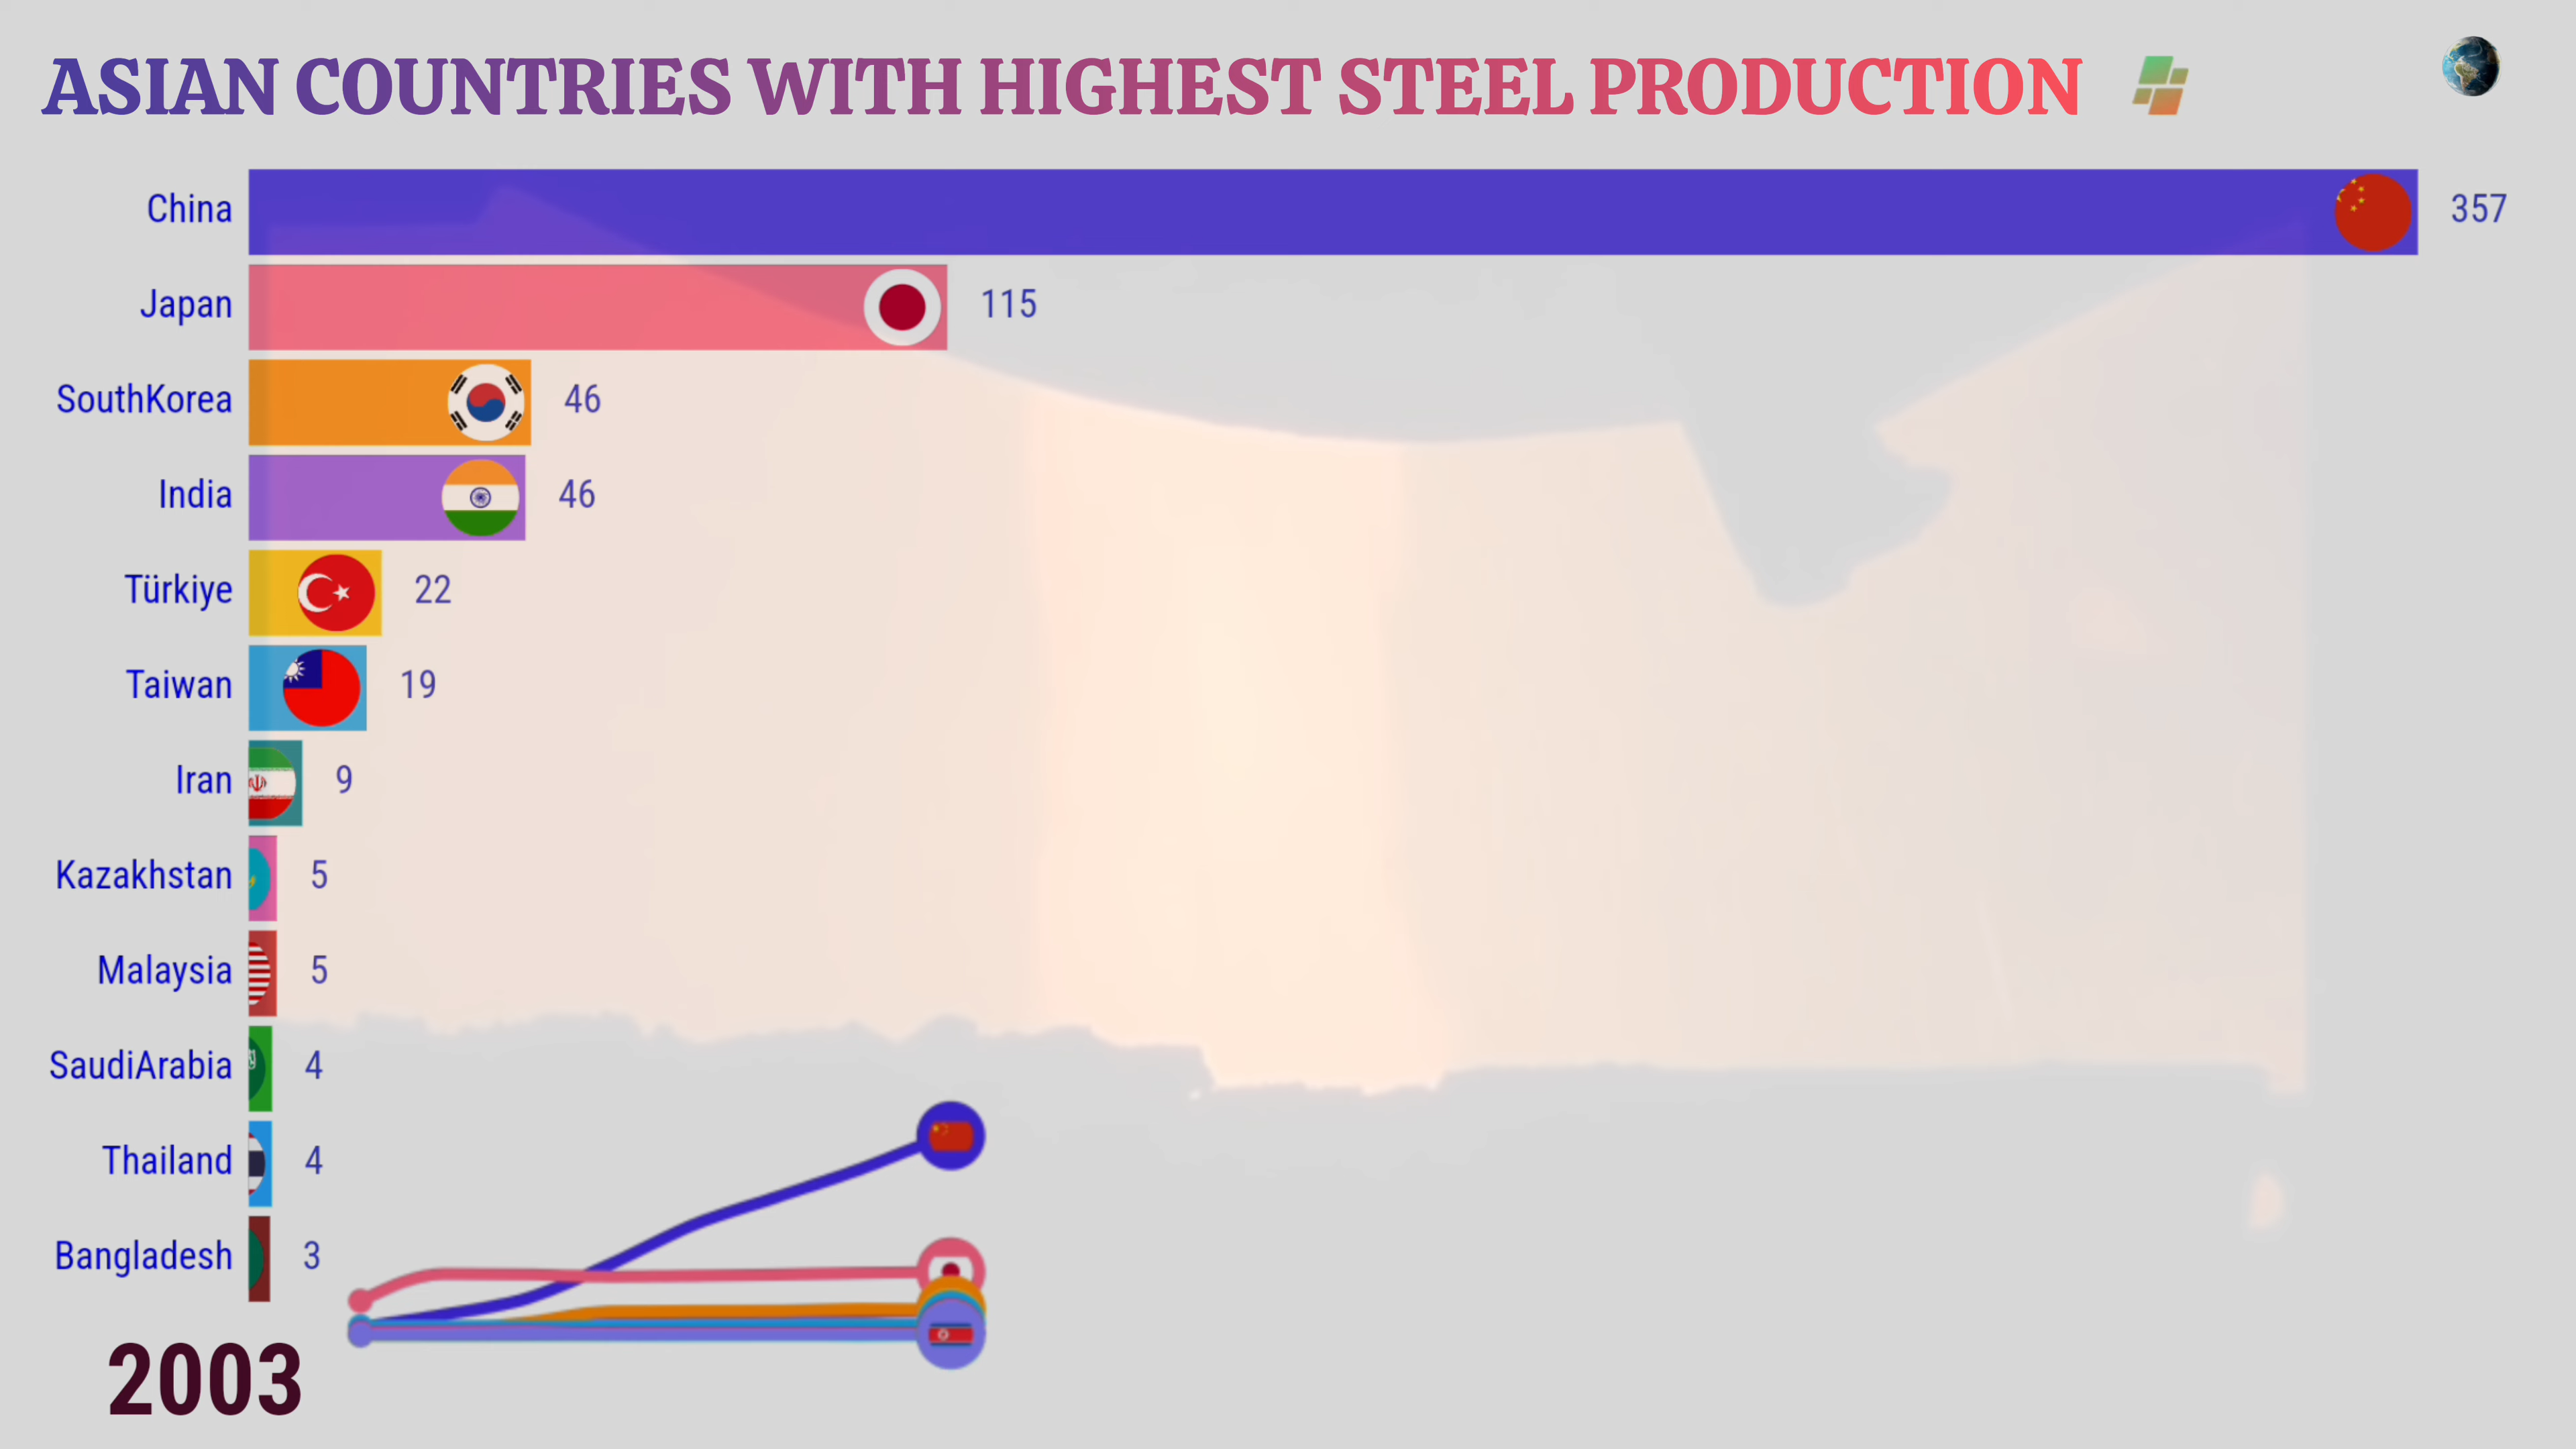 ASIAN COUNTRIES WITH HIGHEST STEEL PRODUCTION
China 357
Japan 115
SouthKorea 46
India 46
Türkiye 22
Taiwan 19
Iran 9
Kazakhstan 5
Malaysia 5
SaudiArabia 4
Thailand 4
Bangladesh 3
2003